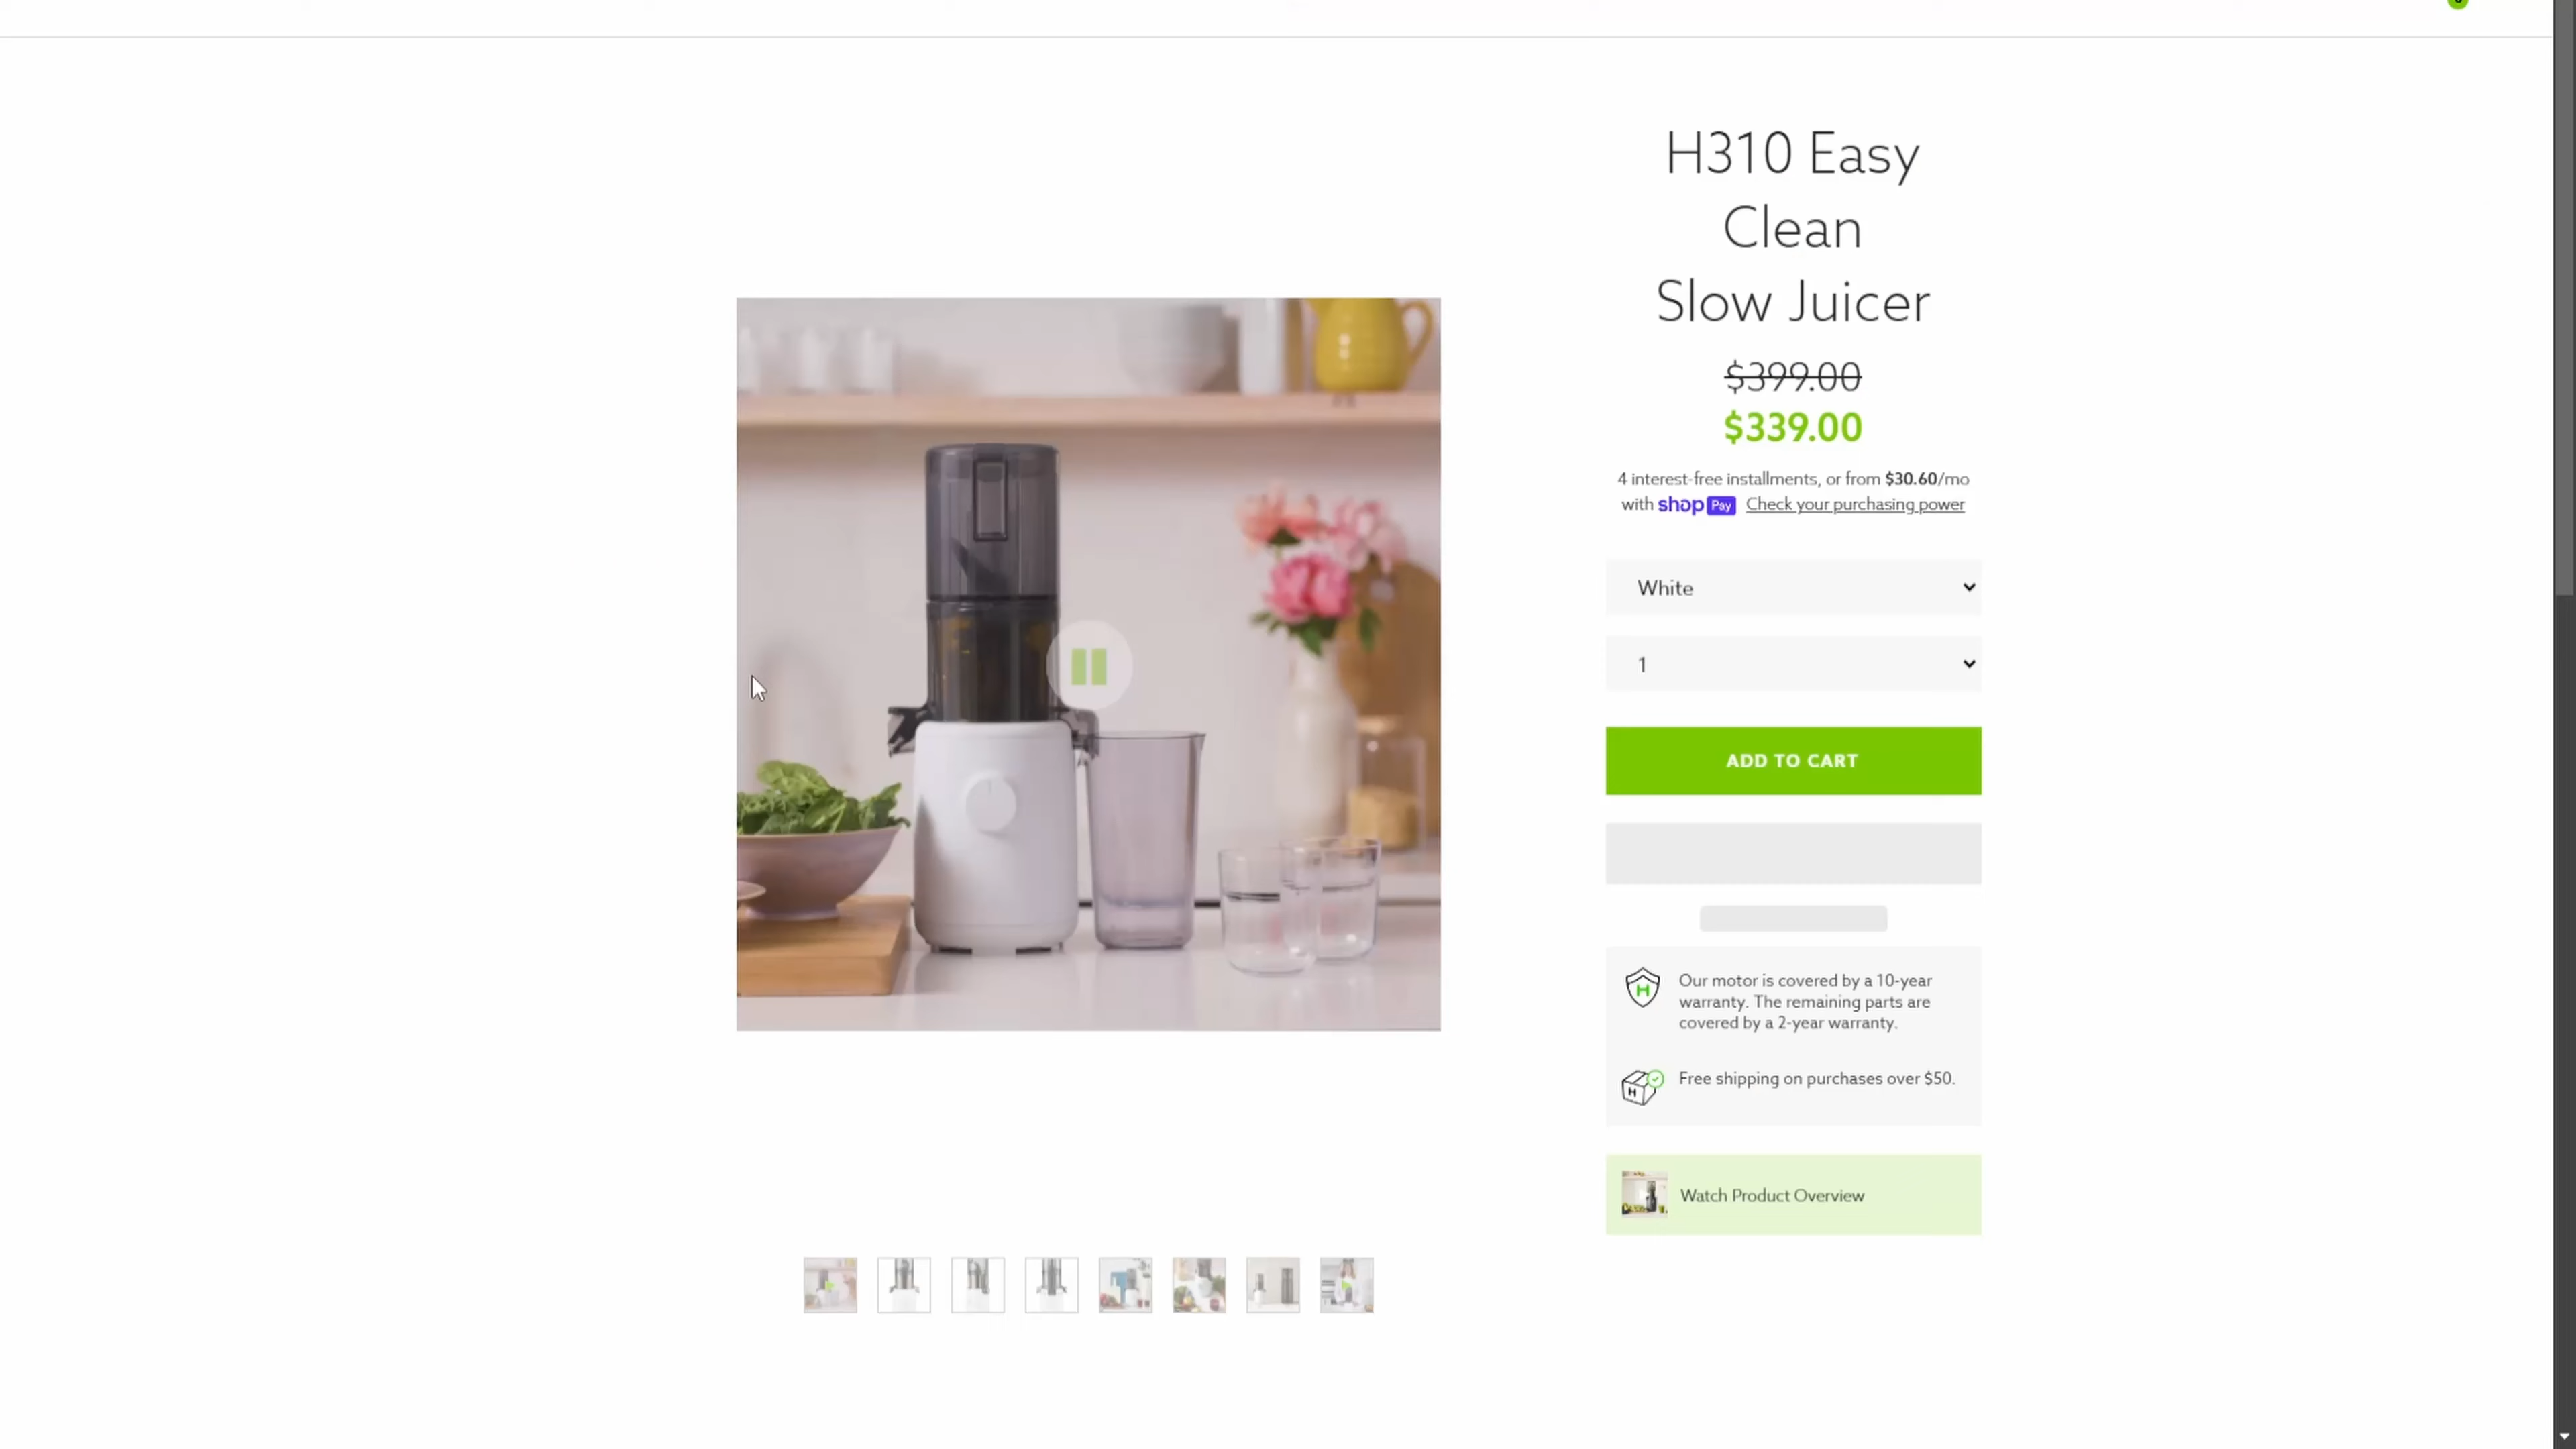 H310 Easy
Clean
Slow Juicer
$399.00
$339.00
4 interest-free installments, or from $30.60/mo
with shop Pay Check your purchasing power
White
1
ADD TO CART
Our motor is covered by a 10-year
warranty. The remaining parts are
covered by a 2-year warranty.
Free shipping on purchases over $50.
Watch Product Overview